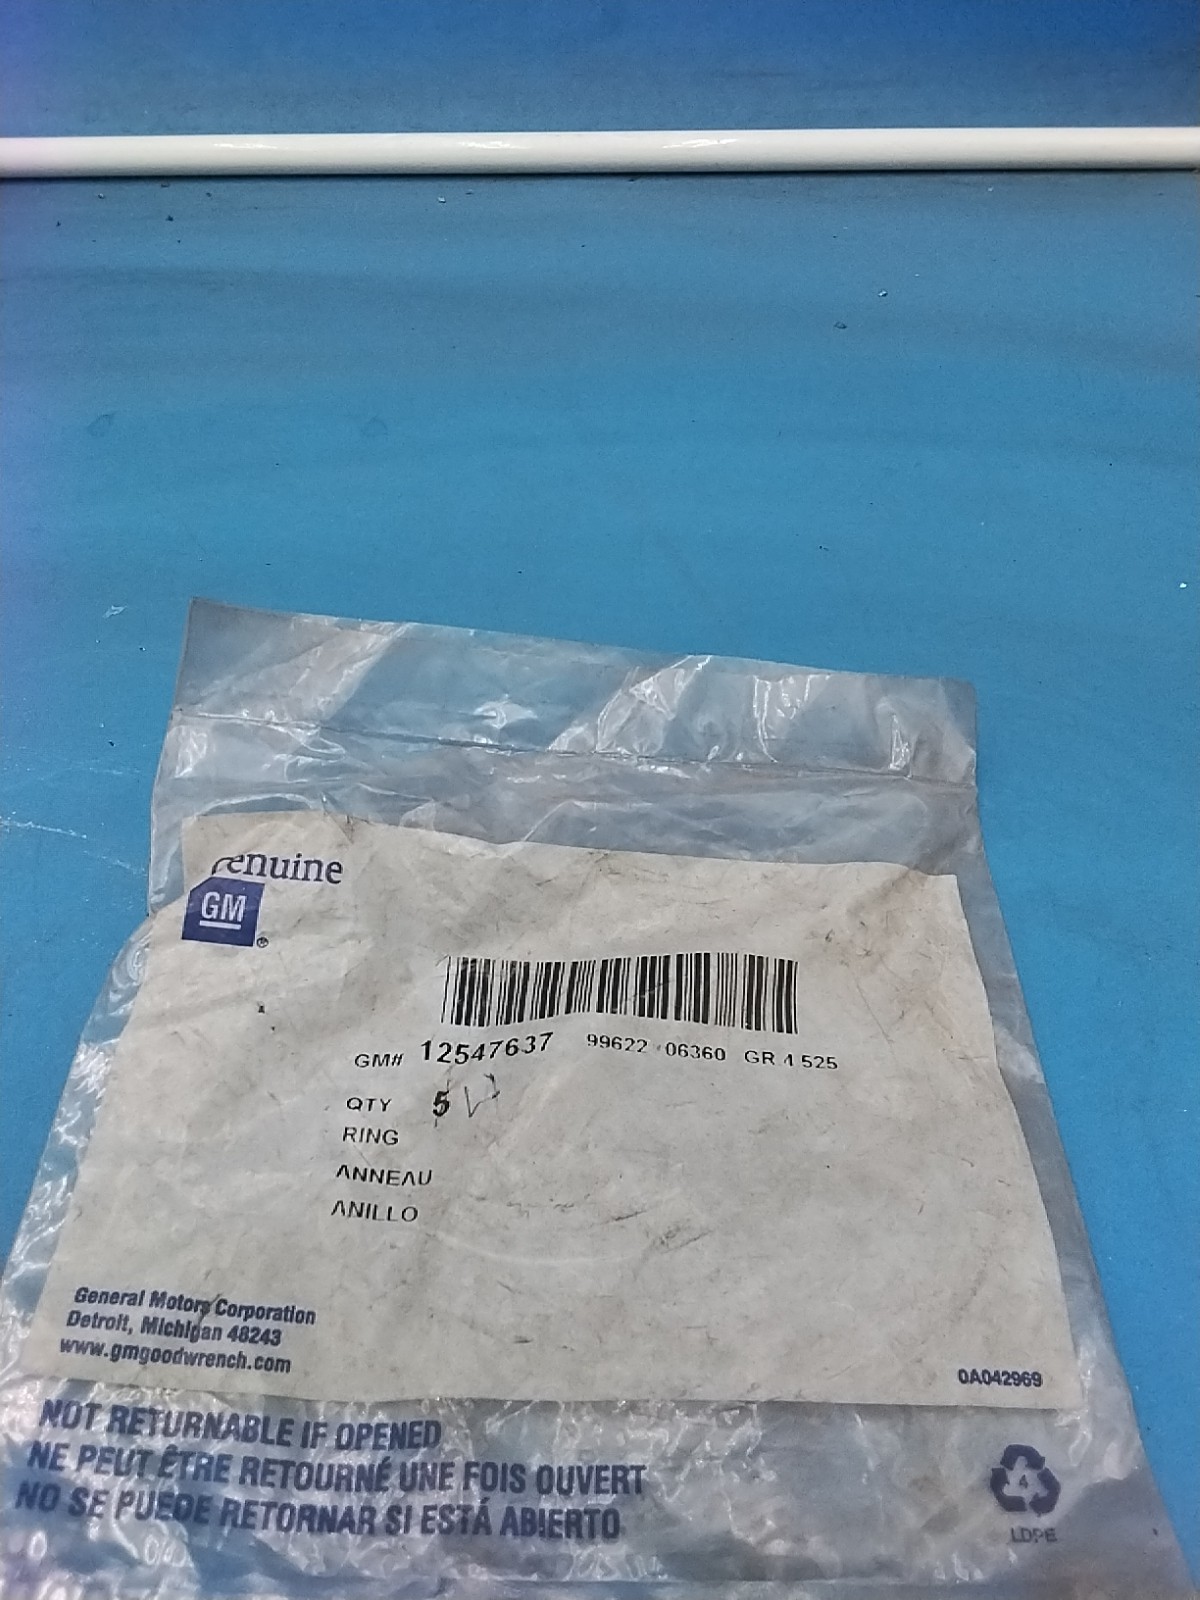 Genuine
GM
®
GM# 12547637 99622 06360 GR 4 525
QTY 5
RING
ANNEAU
ANILLO
General Motors Corporation
Detroit, Michigan 48243
www.gmgoodwrench.com
0A042969
NOT RETURNABLE IF OPENED
NE PEUT ÊTRE RETOURNÉ UNE FOIS OUVERT
NO SE PUEDE RETORNAR SI ESTÁ ABIERTO
4
LDPE